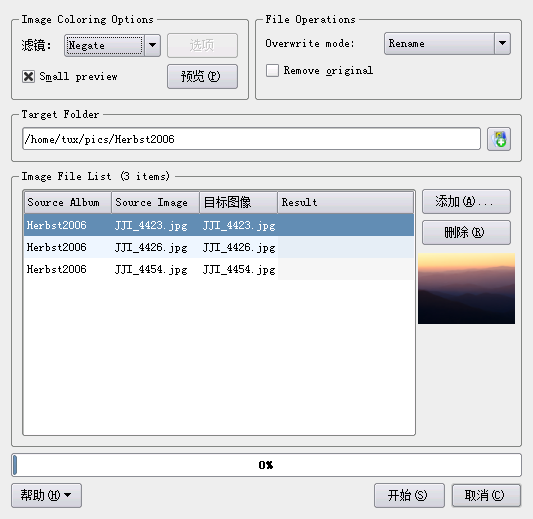 Image Coloring Options
滤镜: Negate 选项
Small preview 预览(P)
File Operations
Overwrite mode: Rename
Remove original
Target Folder
/home/tux/pics/Herbst2006
Image File List (3 items)
Source Album Source Image 目标图像 Result
Herbst2006 JJI_4423.jpg JJI_4423.jpg
Herbst2006 JJI_4426.jpg JJI_4426.jpg
Herbst2006 JJI_4454.jpg JJI_4454.jpg
添加(A)...
删除(R)
0%
帮助(H) 开始(S) 取消(C)